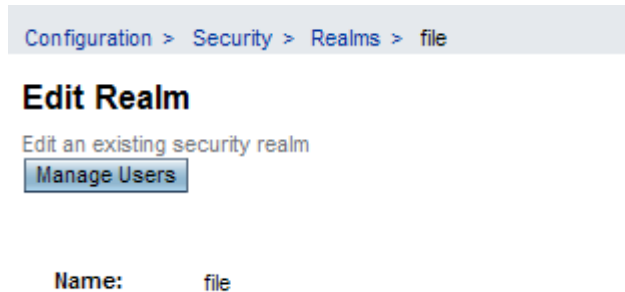 Configuration > Security > Realms > file
Edit Realm
Edit an existing security realm
Manage Users
Name: file